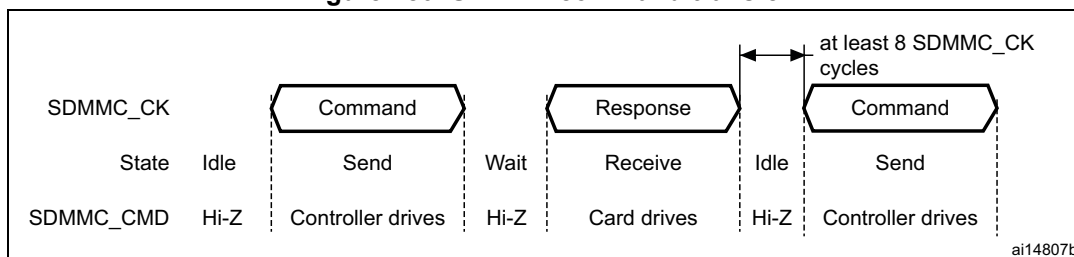 at least 8 SDMMC_CK
cycles
SDMMC_CK Command Response Command
State Idle Send Wait Receive Idle Send
SDMMC_CMD Hi-Z Controller drives Hi-Z Card drives Hi-Z Controller drives
ai14807b